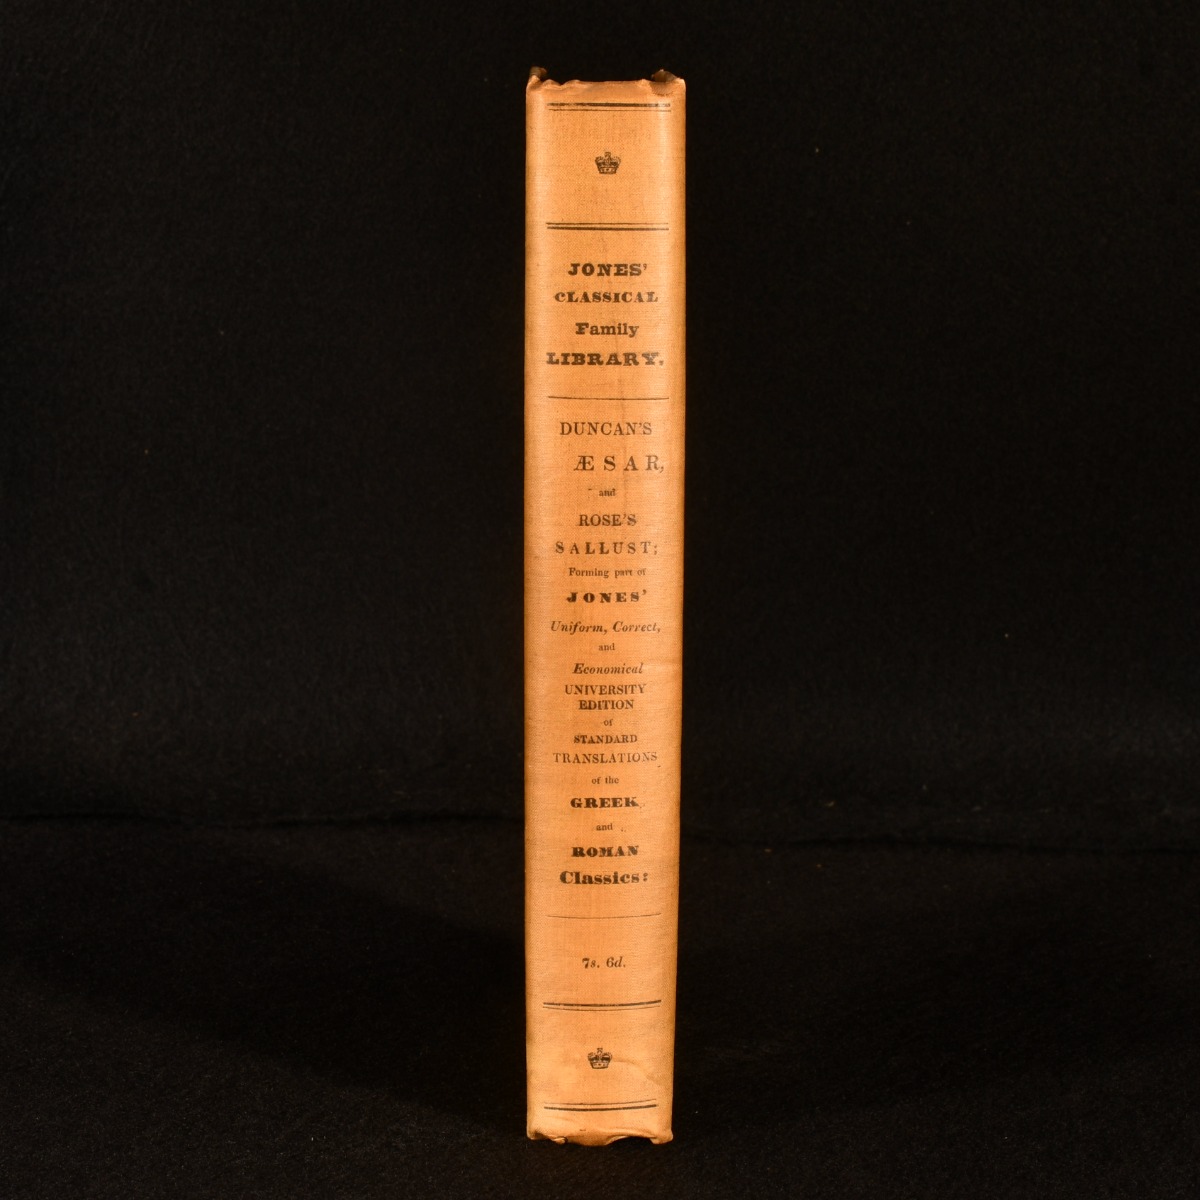 JONES'
CLASSICAL
Family
LIBRARY.
DUNCAN'S
ÆSAR,
and
ROSE'S
SALLUST;
Forming part of
JONES'
Uniform, Correct,
and
Economical
UNIVERSITY
EDITION
of
STANDARD
TRANSLATIONS
of the
GREEK
and
ROMAN
Classics:
7s. 6d.